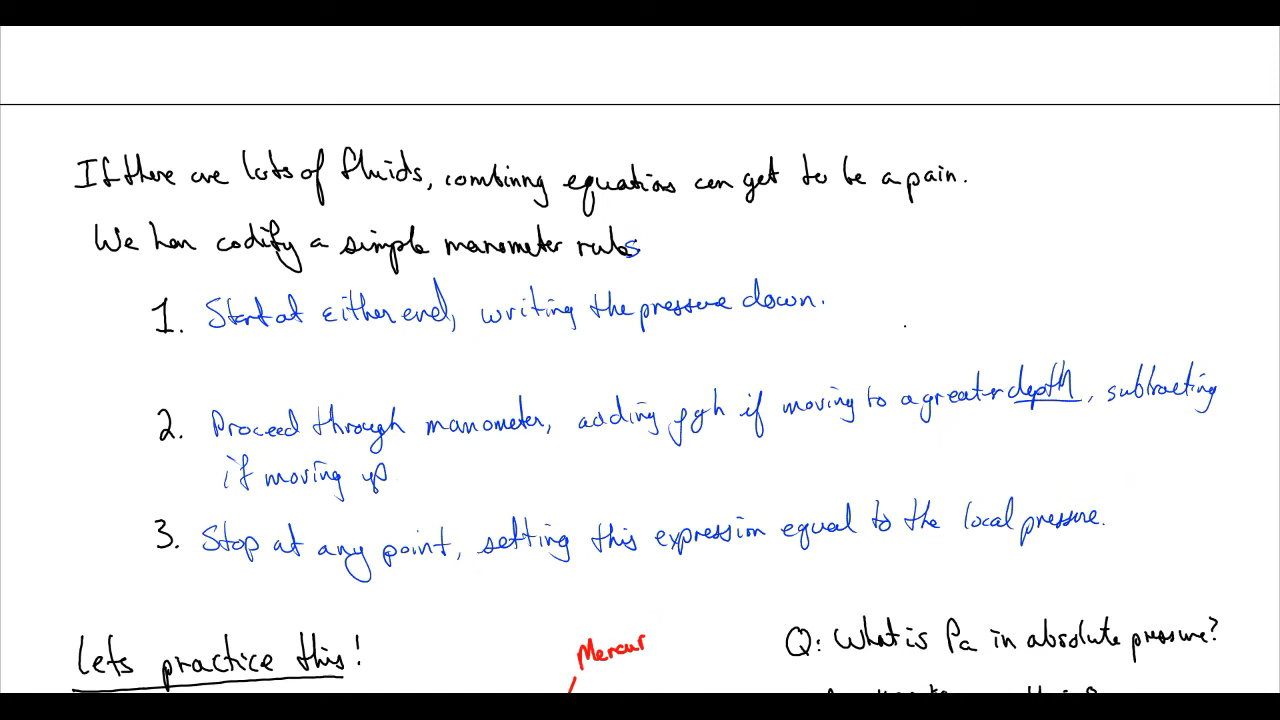 If there are lots of fluids, combining equations can get to be a pain.
We han codify a simple manometer rules
1. Start at either end, writing the pressure down.
2. Proceed through manometer, adding ρgh if moving to a greater depth, subtracting
if moving up
3. Stop at any point, setting this expression equal to the local pressure.
Mercur
Q: What is Pa in absolute pressure?
lets practice this!